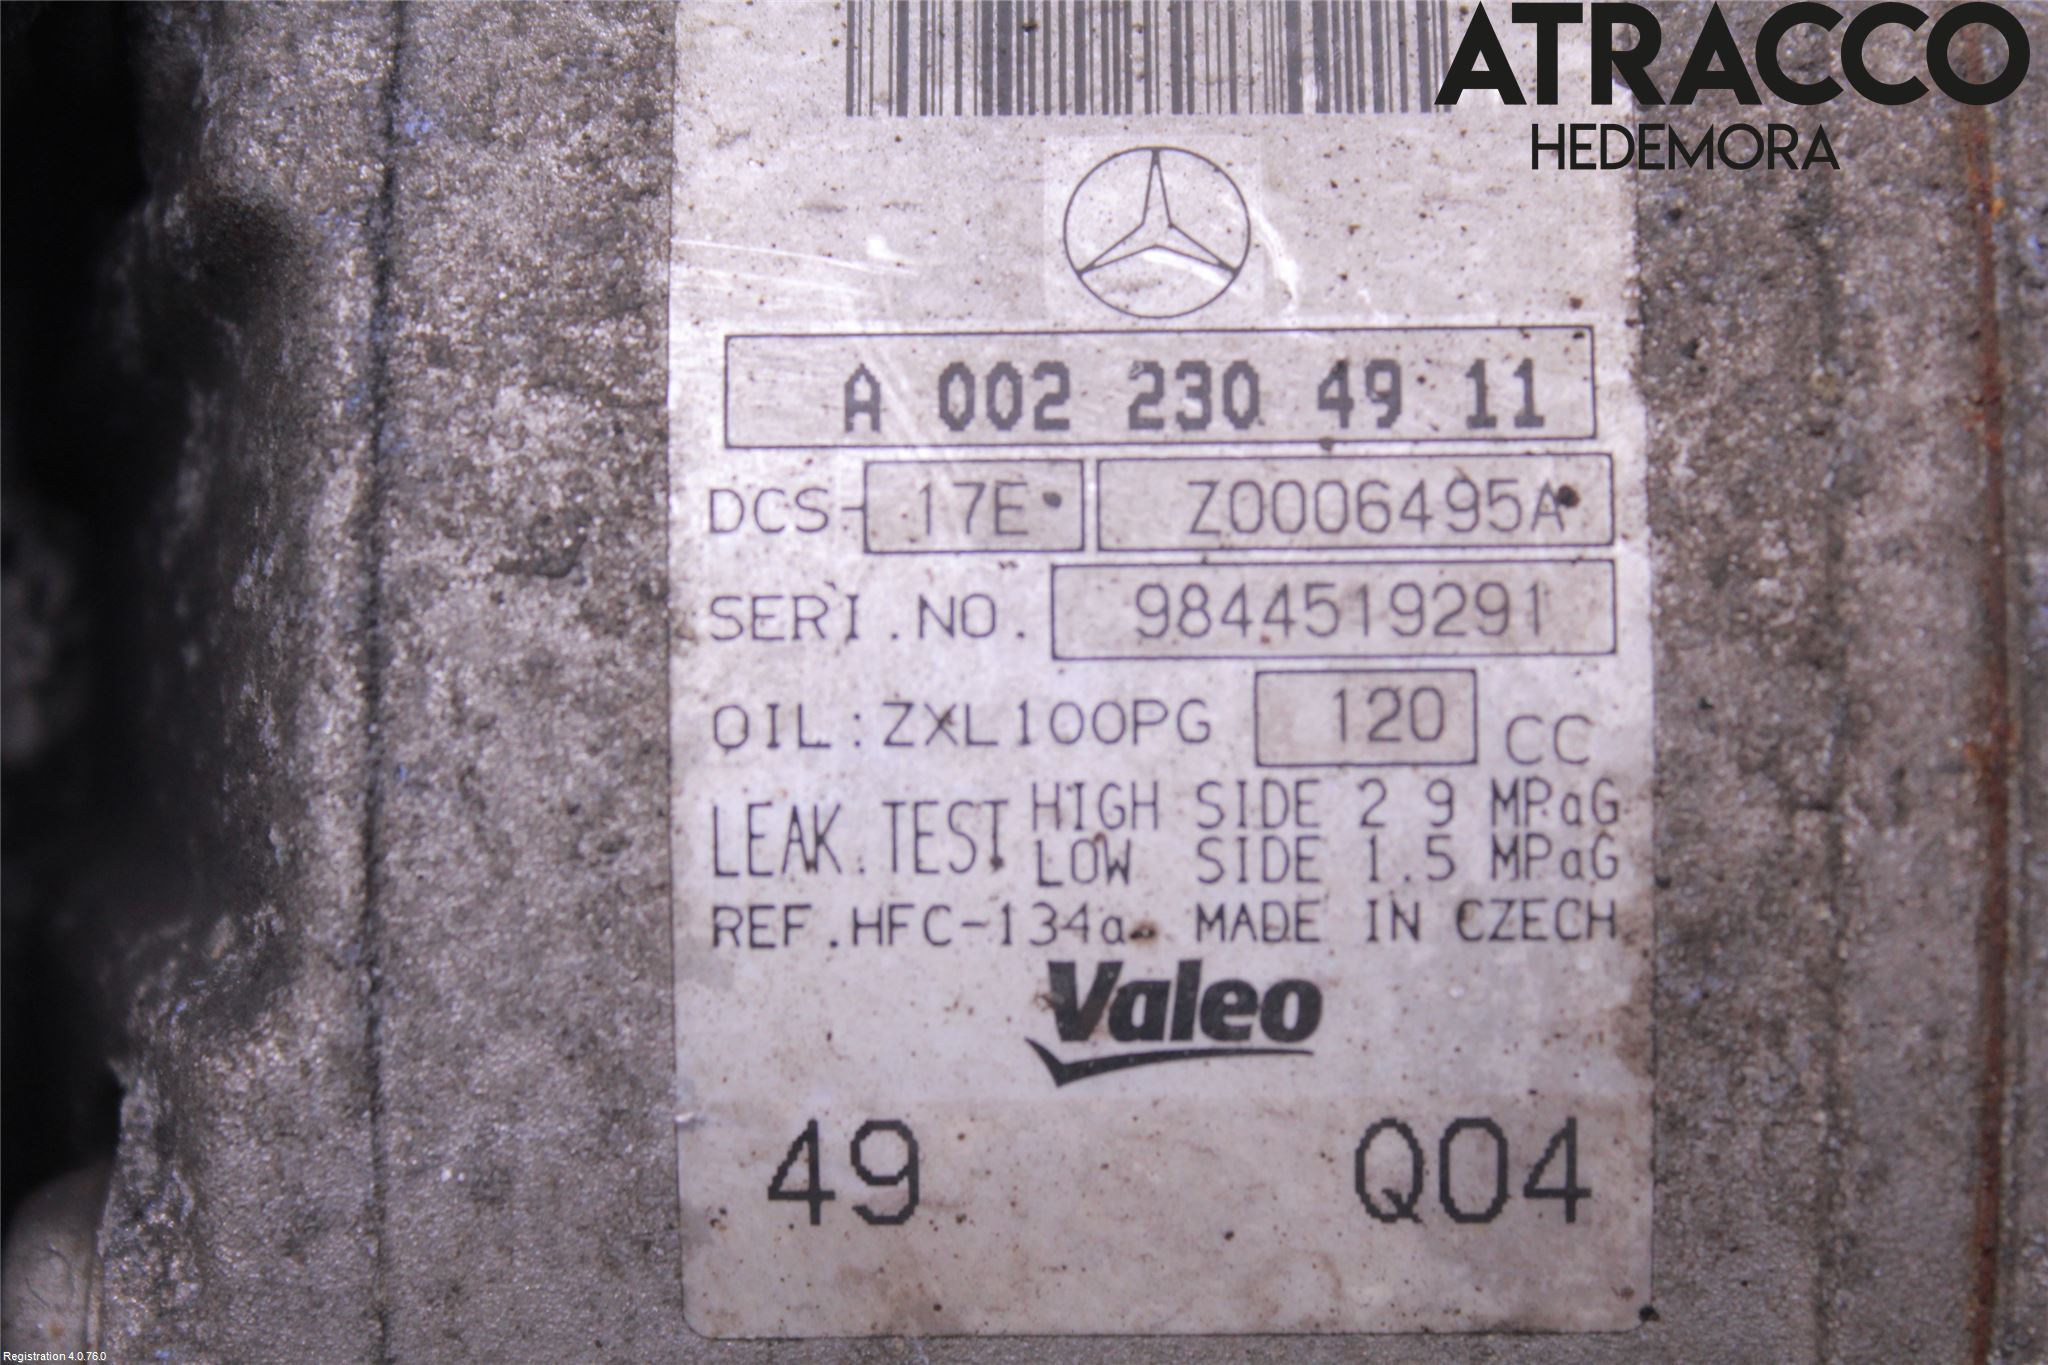 ATRACCO
HEDEMORA
A 002 230 49 11
DCS- 17E Z0006495A
SERI.NO. 9844519291
OIL:ZXL100PG 120 CC
LEAK.TEST HIGH SIDE 2 9 MPaG
LOW SIDE 1.5 MPaG
REF.HFC-134a MADE IN CZECH
Valeo
49 Q04
Registration 4.0.76.0